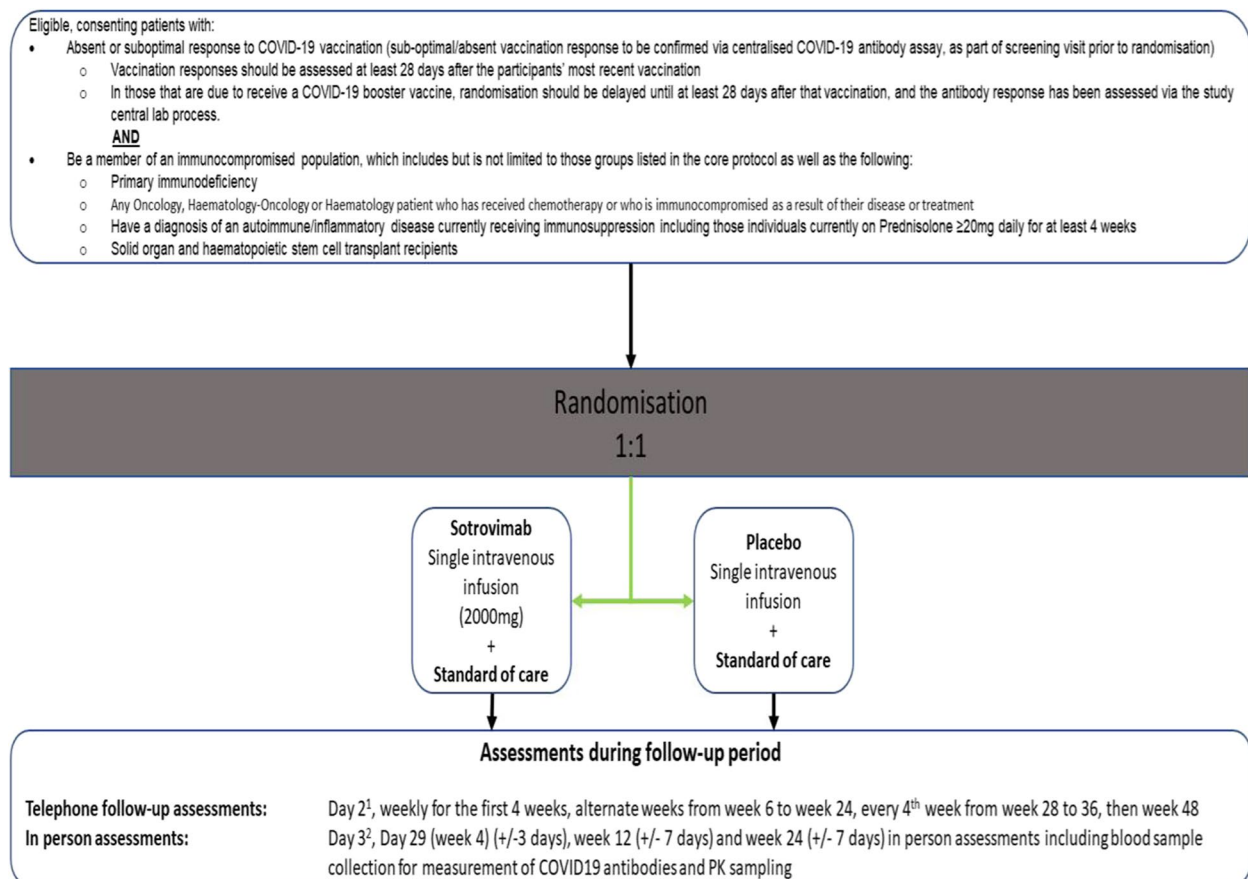 Eligible, consenting patients with:
• Absent or suboptimal response to COVID-19 vaccination (sub-optimal/absent vaccination response to be confirmed via centralised COVID-19 antibody assay, as part of screening visit prior to randomisation)
o Vaccination responses should be assessed at least 28 days after the participants' most recent vaccination
o In those that are due to receive a COVID-19 booster vaccine, randomisation should be delayed until at least 28 days after that vaccination, and the antibody response has been assessed via the study
central lab process.
AND
• Be a member of an immunocompromised population, which includes but is not limited to those groups listed in the core protocol as well as the following:
o Primary immunodeficiency
o Any Oncology, Haematology-Oncology or Haematology patient who has received chemotherapy or who is immunocompromised as a result of their disease or treatment
o Have a diagnosis of an autoimmune/inflammatory disease currently receiving immunosuppression including those individuals currently on Prednisolone ≥20mg daily for at least 4 weeks
o Solid organ and haematopoietic stem cell transplant recipients
Randomisation
1:1
Sotrovimab
Single intravenous
infusion
(2000mg)
+
Standard of care
Placebo
Single intravenous
infusion
+
Standard of care
Assessments during follow-up period
Telephone follow-up assessments: Day 2¹, weekly for the first 4 weeks, alternate weeks from week 6 to week 24, every 4th week from week 28 to 36, then week 48
In person assessments: Day 3², Day 29 (week 4) (+/-3 days), week 12 (+/- 7 days) and week 24 (+/- 7 days) in person assessments including blood sample
collection for measurement of COVID19 antibodies and PK sampling